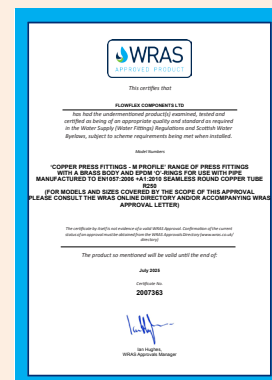 WRAS
APPROVED PRODUCT
This certifies that
FLOWFLEX COMPONENTS LTD
has had the undermentioned product(s) examined, tested and
certified as being of an appropriate quality and standard as required
in the Water Supply (Water Fittings) Regulations and Scottish Water
Byelaws, subject to scheme requirements being met when installed.
Model Numbers
'COPPER PRESS FITTINGS - M PROFILE' RANGE OF PRESS FITTINGS
WITH A BRASS BODY AND EPDM 'O'-RINGS FOR USE WITH PIPE
MANUFACTURED TO EN1057:2006 +A1:2010 SEAMLESS ROUND COPPER TUBE
R250
(FOR MODELS AND SIZES COVERED BY THE SCOPE OF THIS APPROVAL
PLEASE CONSULT THE WRAS ONLINE DIRECTORY AND/OR ACCOMPANYING WRAS
APPROVAL LETTER)
The certificate by itself is not evidence of a valid WRAS Approval. Confirmation of the current
status of an approval must be obtained from the WRAS Approvals Directory (www.wras.co.uk/
directory)
The product so mentioned will be valid until the end of:
July 2025
Certificate No.
2007363
Ian Hughes,
WRAS Approvals Manager